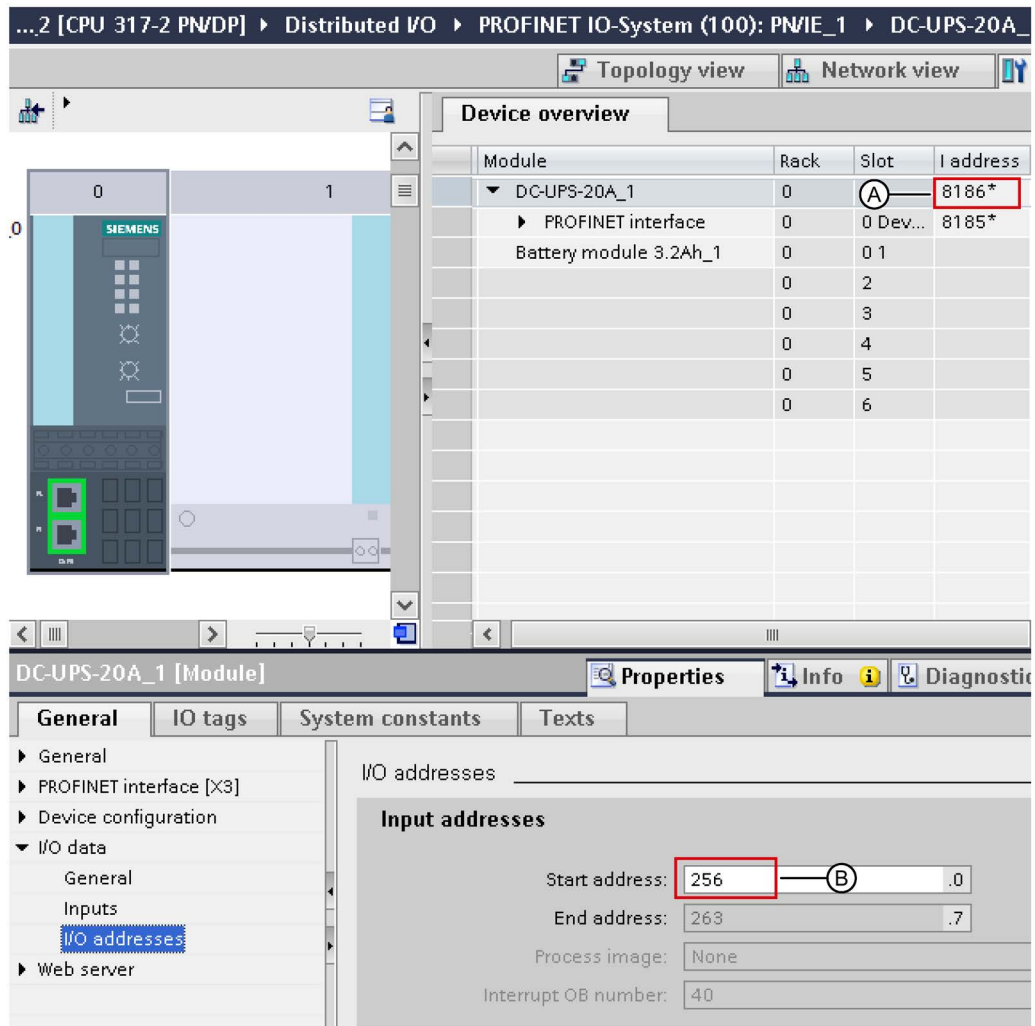 ...2 [CPU 317-2 PN/DP] ▸ Distributed I/O ▸ PROFINET IO-System (100): PN/IE_1 ▸ DC-UPS-20A_
Topology view Network view
Device overview
Module Rack Slot I address
0 1
_0
SIEMENS
▼ DC-UPS-20A_1 0 A 8186*
▸ PROFINET interface 0 0 Dev... 8185*
Battery module 3.2Ah_1 0 0 1
0 2
0 3
0 4
0 5
0 6
DC-UPS-20A_1 [Module] Properties Info Diagnostic
General IO tags System constants Texts
▸ General
▸ PROFINET interface [X3]
▸ Device configuration
▼ I/O data
General
Inputs
I/O addresses
▸ Web server
I/O addresses
Input addresses
Start address: 256 B .0
End address: 263 .7
Process image: None
Interrupt OB number: 40